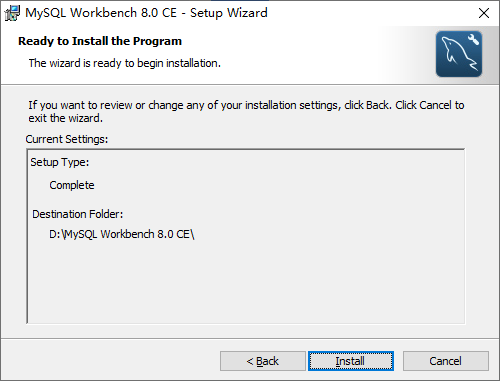 MySQL Workbench 8.0 CE - Setup Wizard
Ready to Install the Program
The wizard is ready to begin installation.
If you want to review or change any of your installation settings, click Back. Click Cancel to
exit the wizard.
Current Settings:
Setup Type:
Complete
Destination Folder:
D:\MySQL Workbench 8.0 CE\
< Back
Install
Cancel